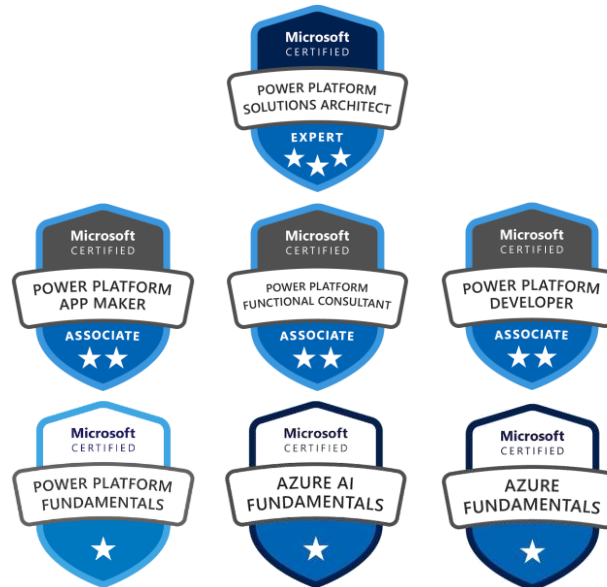 Microsoft
CERTIFIED
POWER PLATFORM
SOLUTIONS ARCHITECT
EXPERT
Microsoft
CERTIFIED
POWER PLATFORM
APP MAKER
ASSOCIATE
Microsoft
CERTIFIED
POWER PLATFORM
FUNCTIONAL CONSULTANT
ASSOCIATE
Microsoft
CERTIFIED
POWER PLATFORM
DEVELOPER
ASSOCIATE
Microsoft
CERTIFIED
POWER PLATFORM
FUNDAMENTALS
Microsoft
CERTIFIED
AZURE AI
FUNDAMENTALS
Microsoft
CERTIFIED
AZURE
FUNDAMENTALS